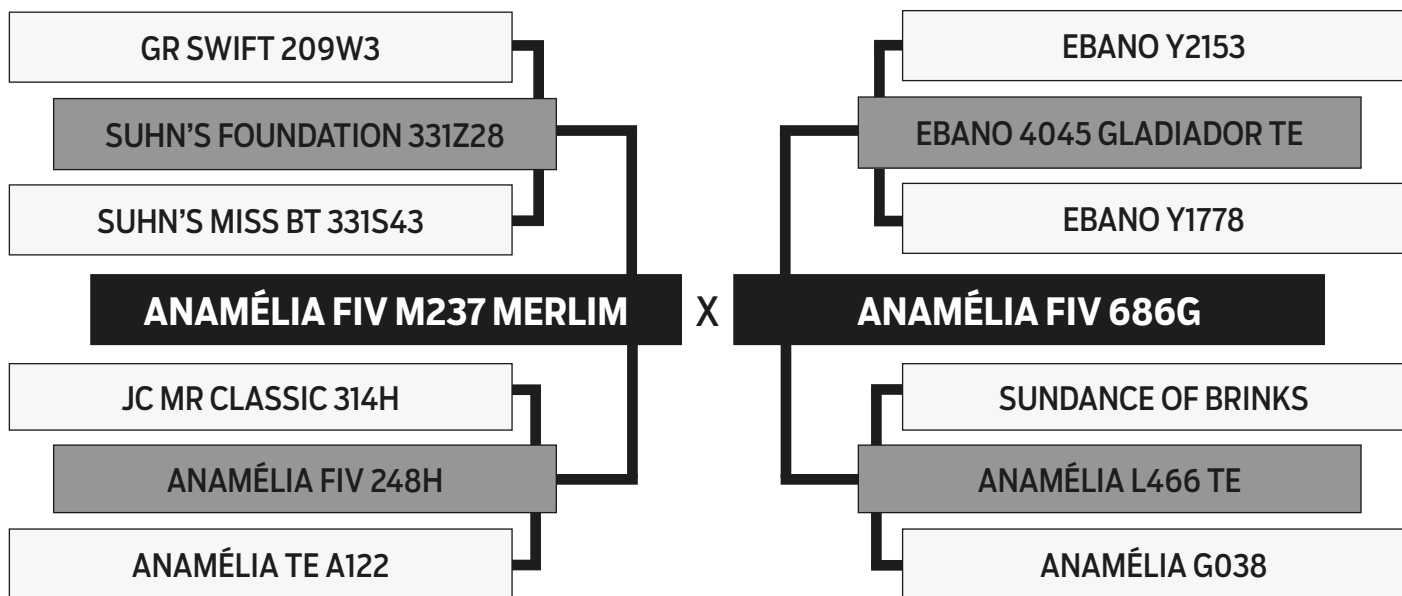 GR SWIFT 209W3
EBANO Y2153
SUHN’S FOUNDATION 331Z28
EBANO 4045 GLADIADOR TE
SUHN’S MISS BT 331S43
EBANO Y1778
ANAMÉLIA FIV M237 MERLIM X ANAMÉLIA FIV 686G
JC MR CLASSIC 314H
SUNDANCE OF BRINKS
ANAMÉLIA FIV 248H
ANAMÉLIA L466 TE
ANAMÉLIA TE A122
ANAMÉLIA G038